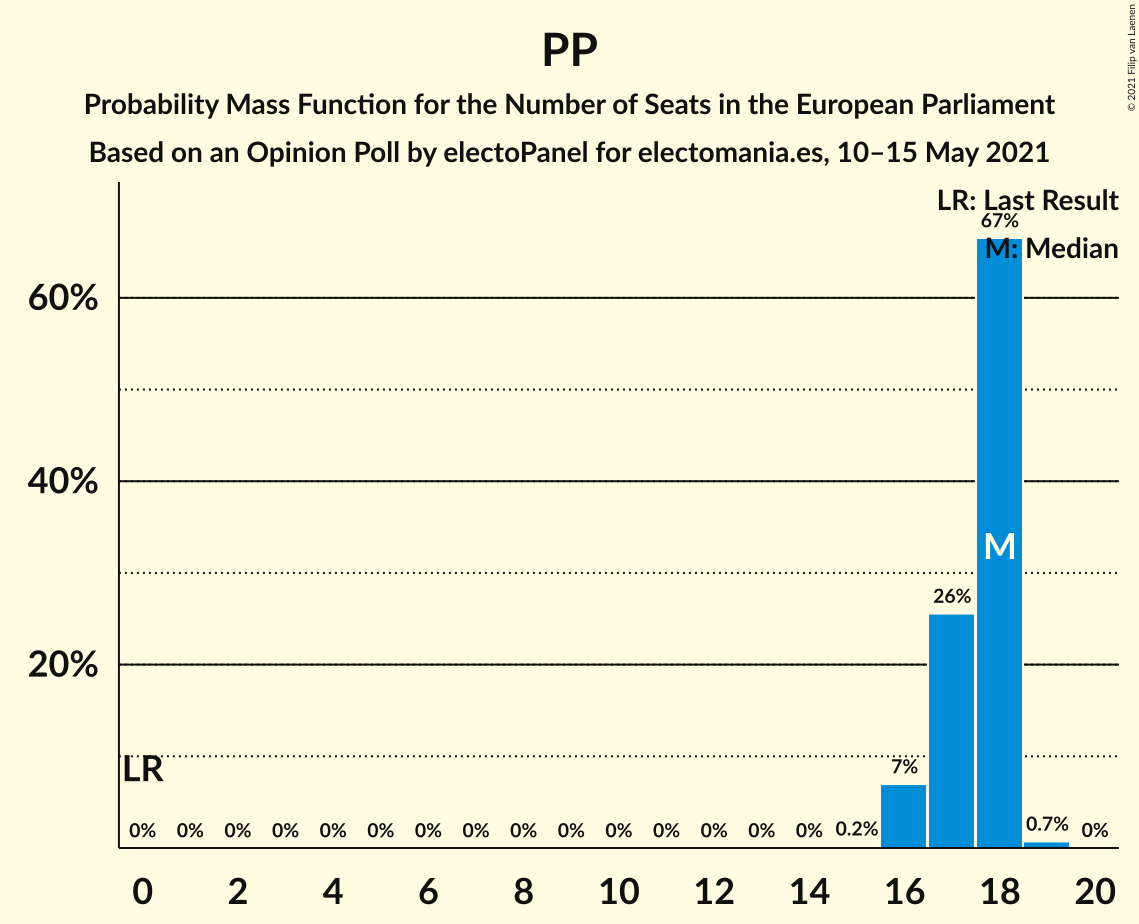 PP
Probability Mass Function for the Number of Seats in the European Parliament
Based on an Opinion Poll by electoPanel for electomania.es, 10–15 May 2021
© 2021 Filip van Laenen
LR: Last Result
M: Median
67%
60%
40%
M
26%
20%
LR
7%
0% 0% 0% 0% 0% 0% 0% 0% 0% 0% 0% 0% 0% 0% 0% 0.2% 0.7% 0%
0 2 4 6 8 10 12 14 16 18 20